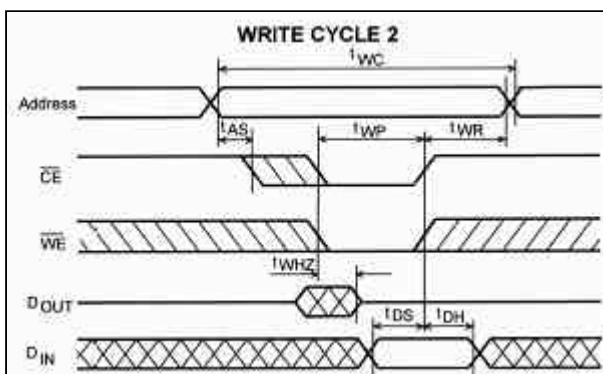 WRITE CYCLE 2
tWC
Address
tAS
tWP
tWR
CE
WE
tWHZ
DOUT
tDS
tDH
DIN